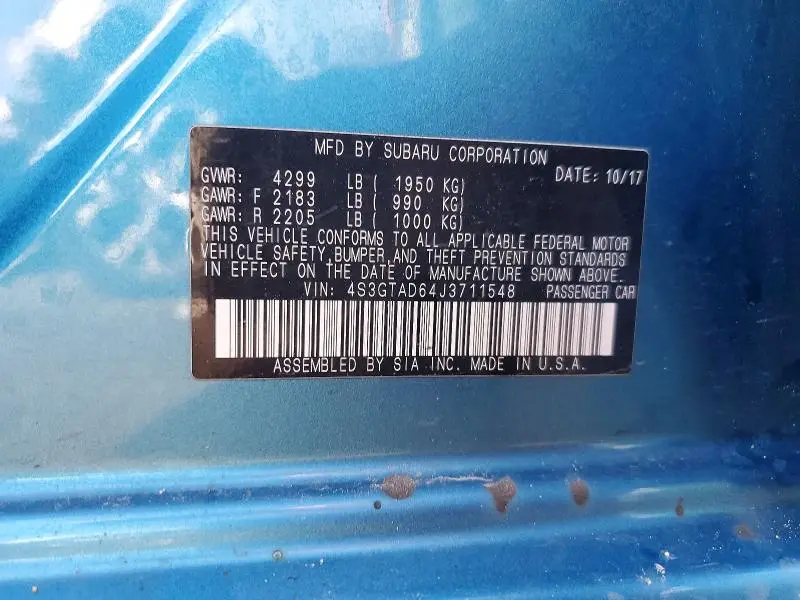 MFD BY SUBARU CORPORATION
GVWR: 4299 LB ( 1950 KG) DATE: 10/17
GAWR: F 2183 LB ( 990 KG)
GAWR: R 2205 LB ( 1000 KG)
THIS VEHICLE CONFORMS TO ALL APPLICABLE FEDERAL MOTOR
VEHICLE SAFETY, BUMPER, AND THEFT PREVENTION STANDARDS
IN EFFECT ON THE DATE OF MANUFACTURE SHOWN ABOVE.
VIN: 4S3GTAD64J3711548 PASSENGER CAR
ASSEMBLED BY SIA INC. MADE IN U.S.A.